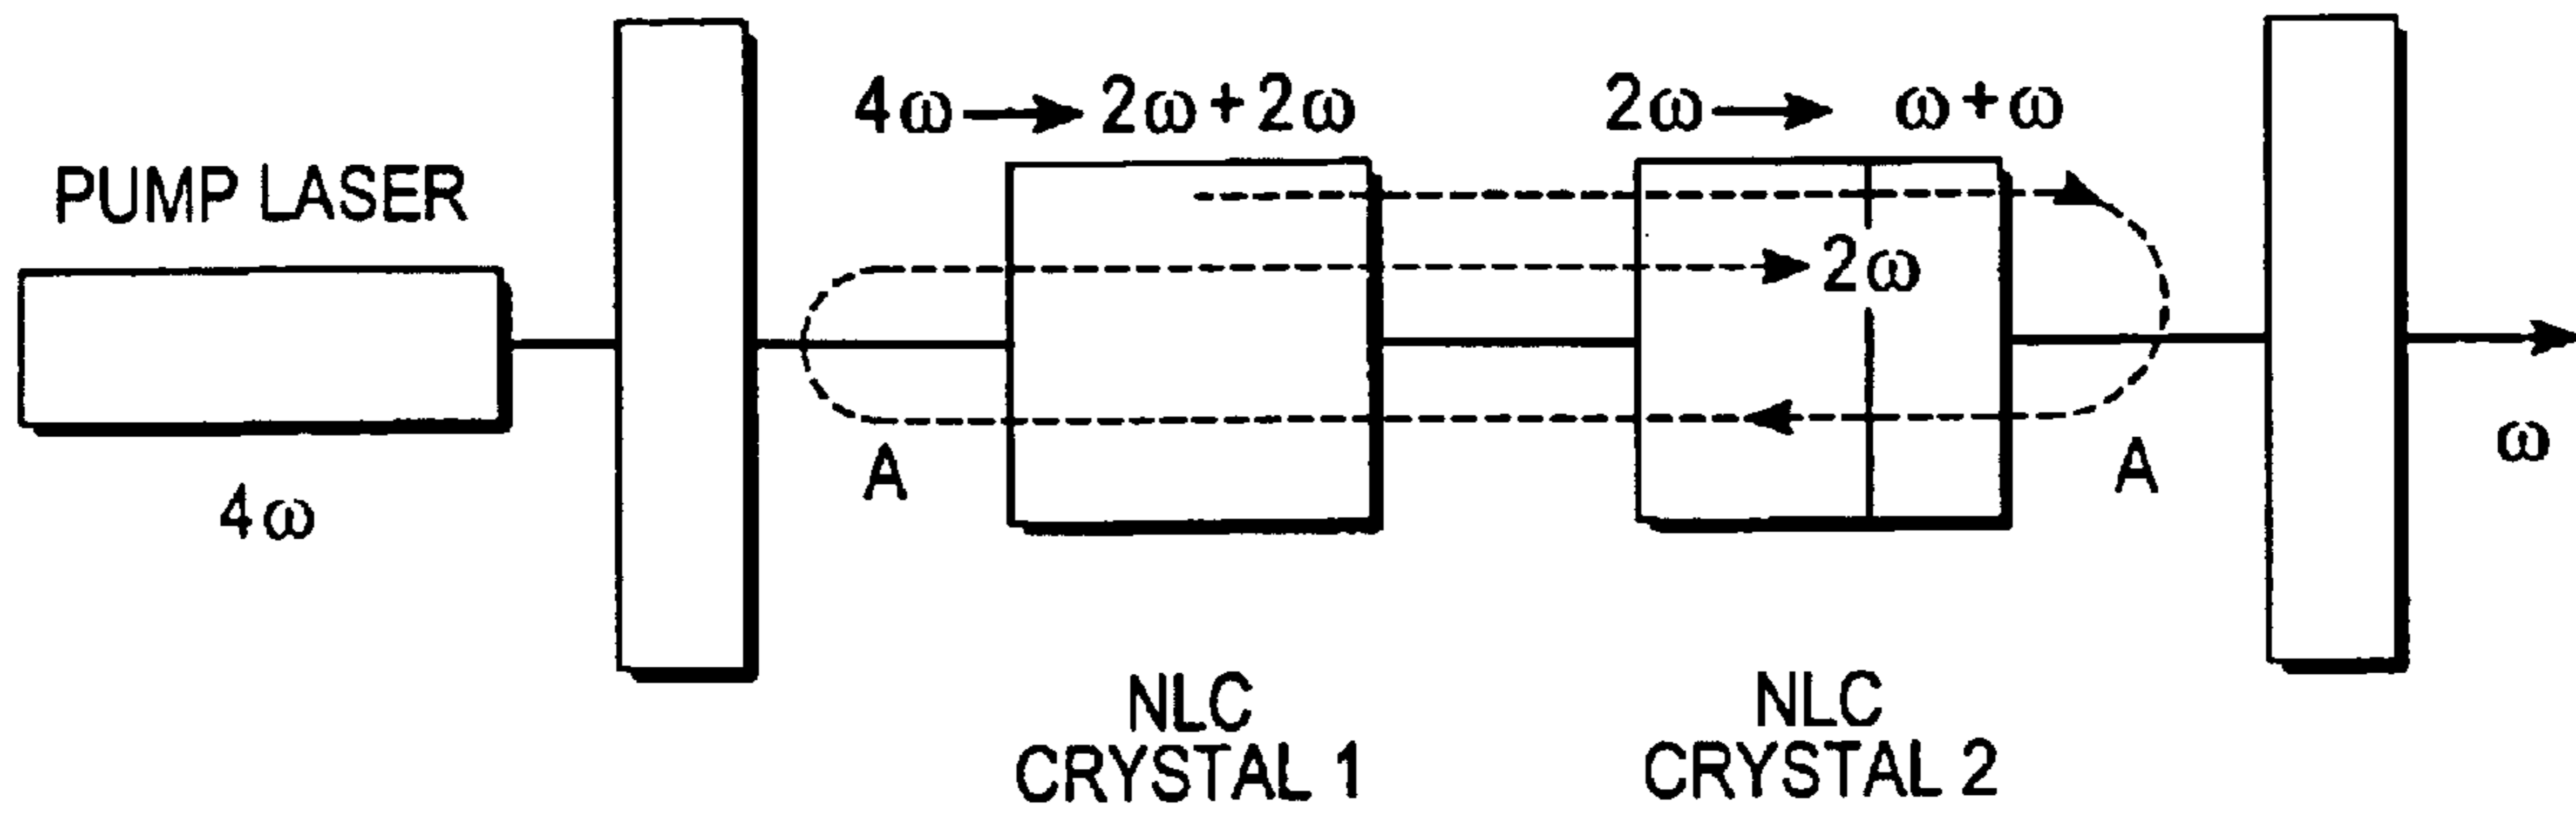 PUMP LASER
4ω
4ω → 2ω + 2ω
2ω → ω + ω
2ω
A
A
ω
NLC
CRYSTAL 1
NLC
CRYSTAL 2